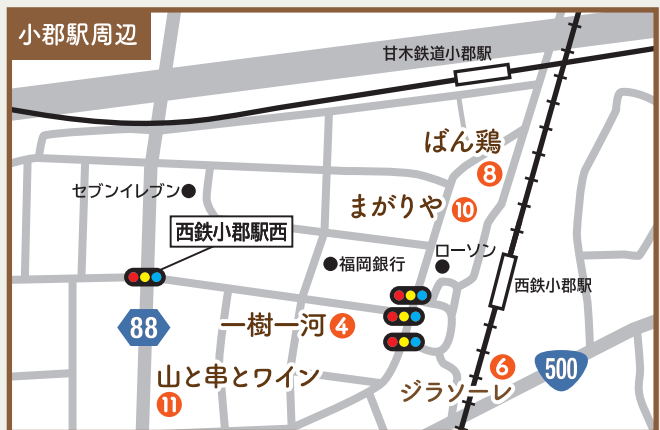 小郡駅周辺
甘木鉄道小郡駅
ばん鶏
8
セブンイレブン
まがりや
10
西鉄小郡駅西
ローソン
福岡銀行
西鉄小郡駅
88
一樹一河
4
山と串とワイン
11
6
ジラソーレ
500